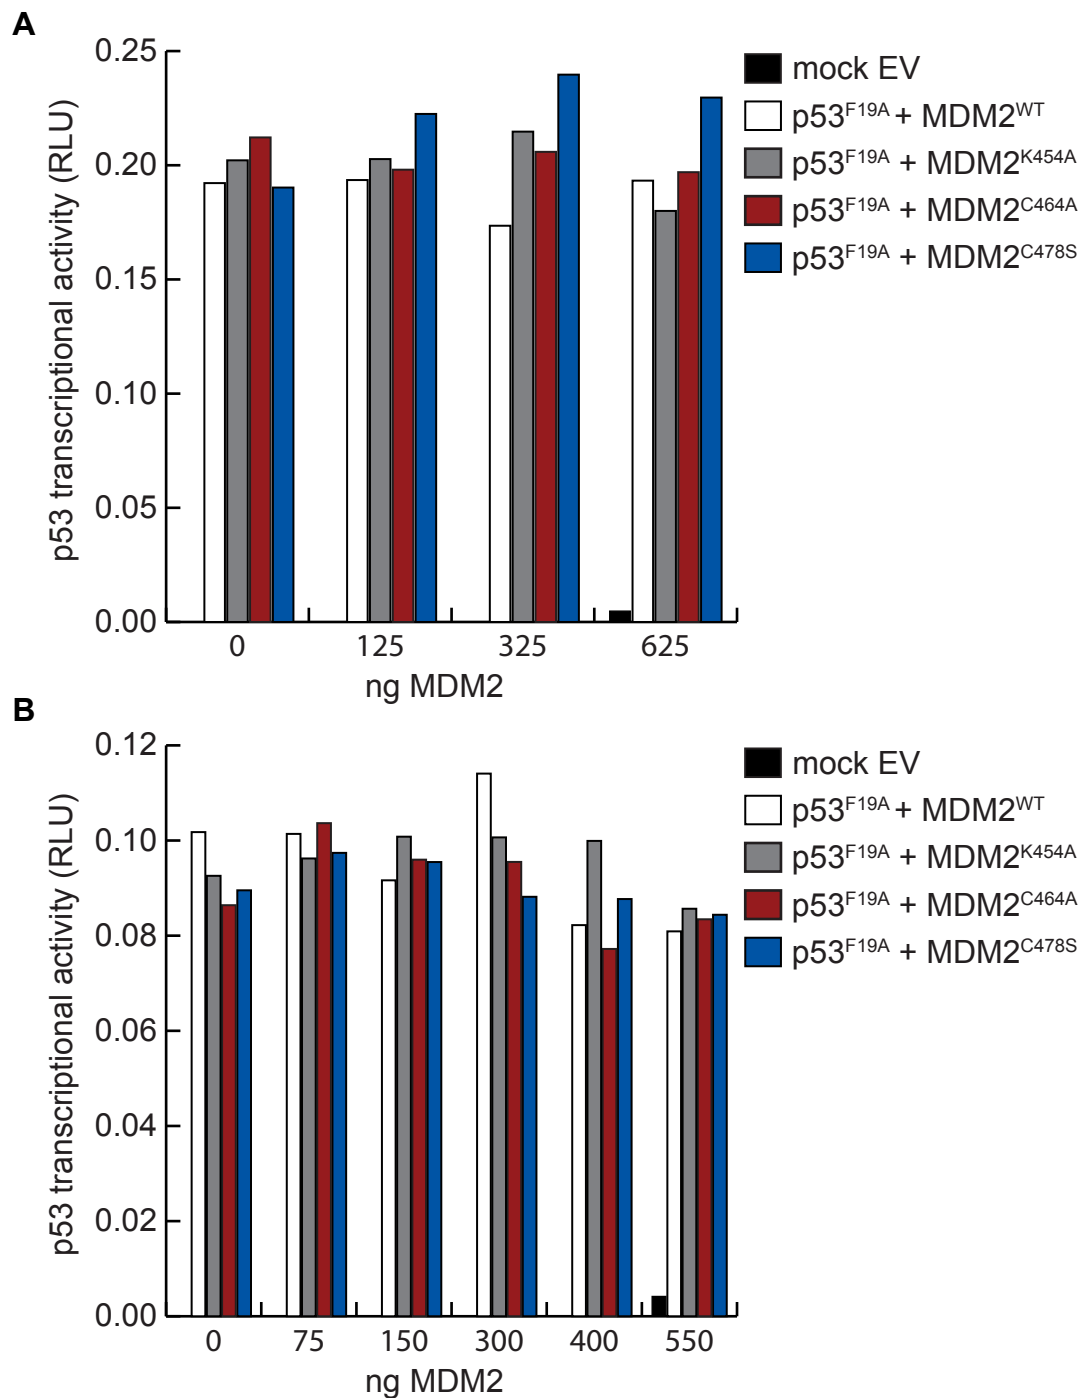 A
p53 transcriptional activity (RLU)
0.25
0.20
0.15
0.10
0.05
0.00
0 125 325 625
ng MDM2
mock EV
p53F19A + MDM2WT
p53F19A + MDM2K454A
p53F19A + MDM2C464A
p53F19A + MDM2C478S
B
p53 transcriptional activity (RLU)
0.12
0.10
0.08
0.06
0.04
0.02
0.00
0 75 150 300 400 550
ng MDM2
mock EV
p53F19A + MDM2WT
p53F19A + MDM2K454A
p53F19A + MDM2C464A
p53F19A + MDM2C478S